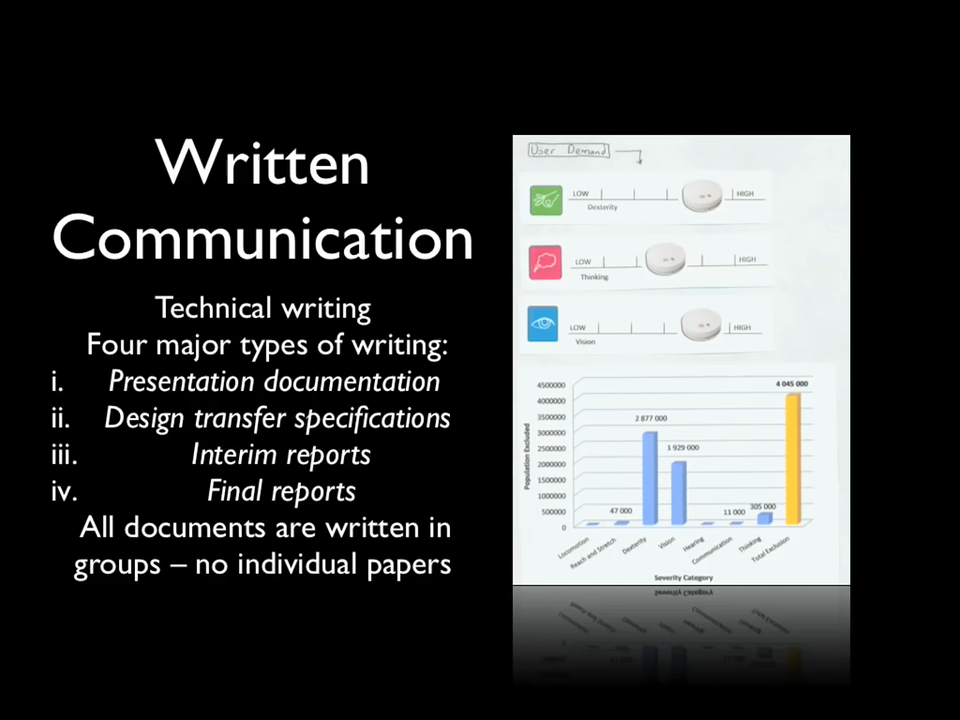 Written
Communication
Technical writing
Four major types of writing:
i. Presentation documentation
ii. Design transfer specifications
iii. Interim reports
iv. Final reports
All documents are written in
groups – no individual papers
User Demand
LOW HIGH
Dexterity
LOW HIGH
Thinking
LOW HIGH
Vision
Population Excluded
4500000
4000000
3500000
3000000
2500000
2000000
1500000
1000000
500000
0
47 000
2 877 000
1 929 000
11 000
305 000
4 045 000
Locomotion
Reach and Stretch
Dexterity
Vision
Hearing
Communication
Thinking
Total Exclusion
Severity Category